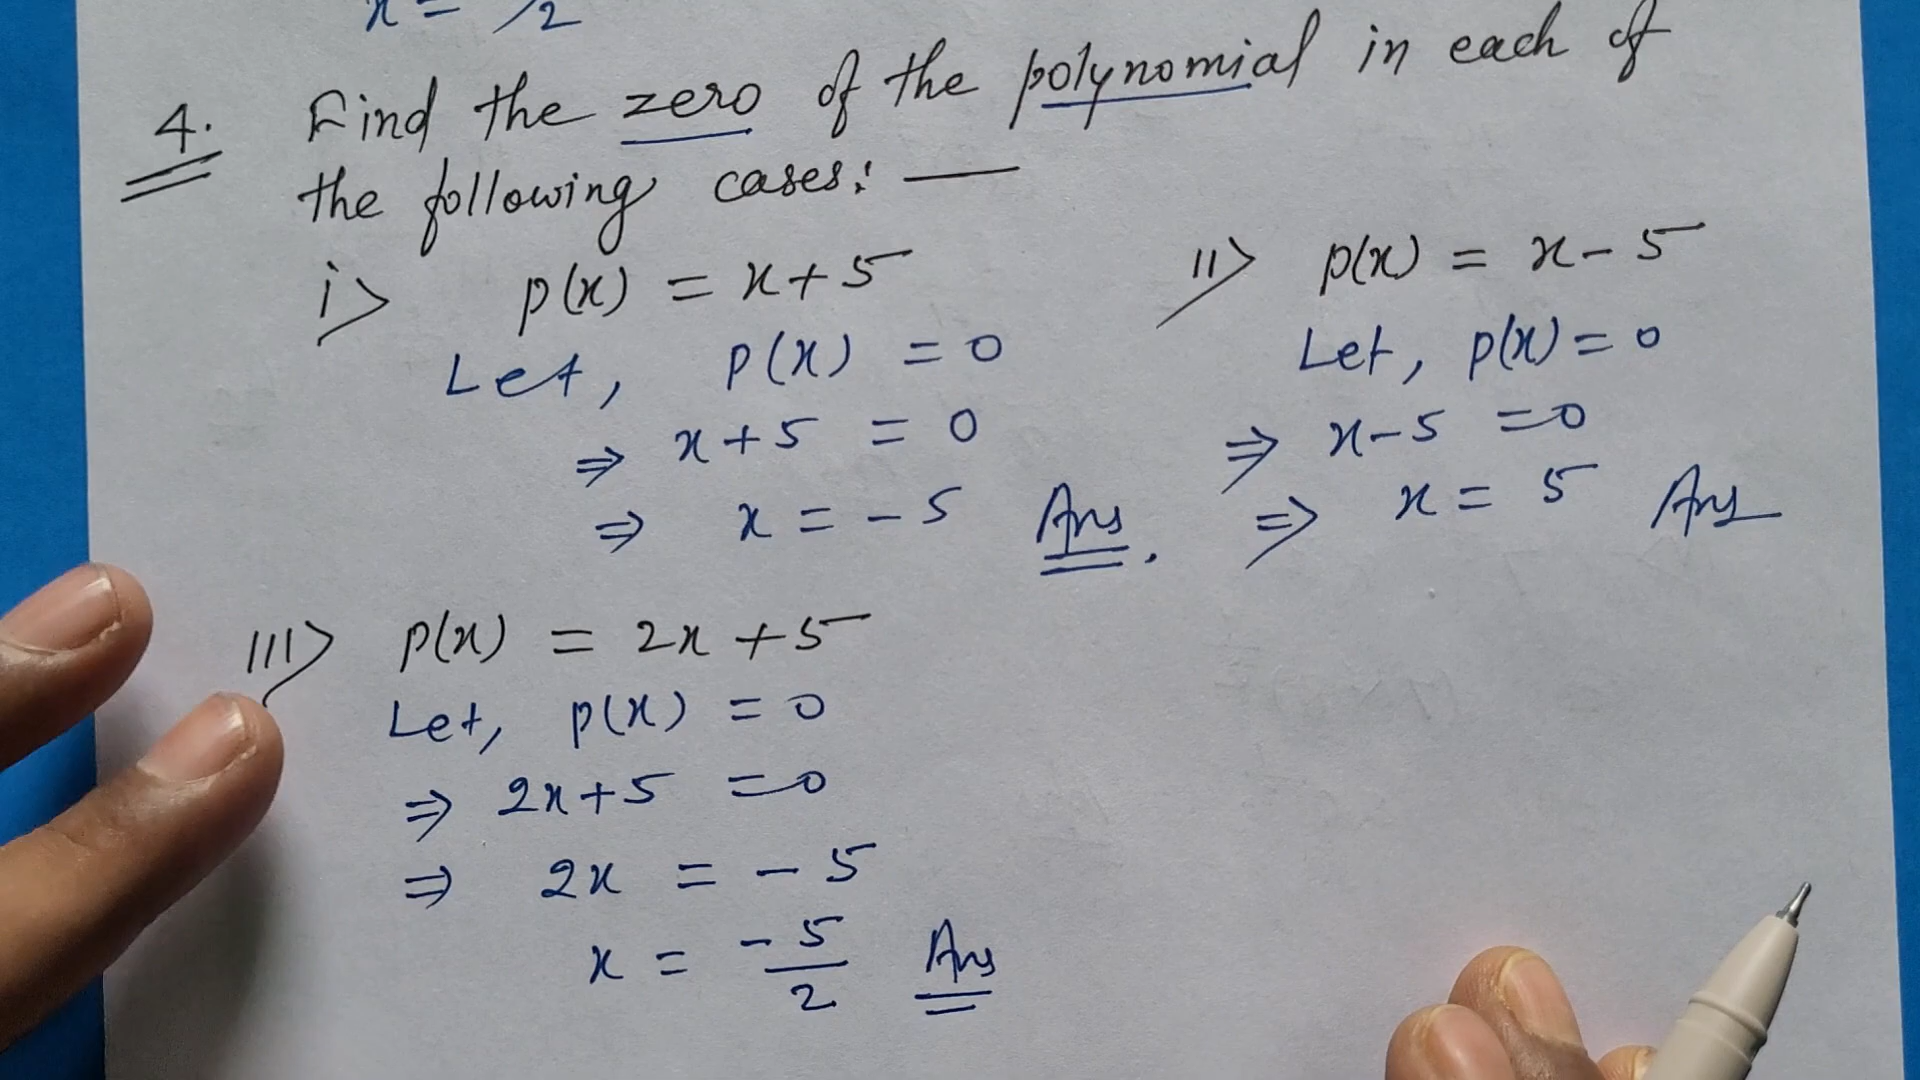 x = 1/2
4. Find the zero of the polynomial in each of
the following cases: —
i> p(x) = x+5
Let, p(x) = 0
⇒ x+5 = 0
⇒ x = -5 Ans.
ii> p(x) = x-5
Let, p(x) = 0
⇒ x-5 = 0
⇒ x = 5 Ans
iii> p(x) = 2x+5
Let, p(x) = 0
⇒ 2x+5 = 0
⇒ 2x = -5
x = -5/2 Ans